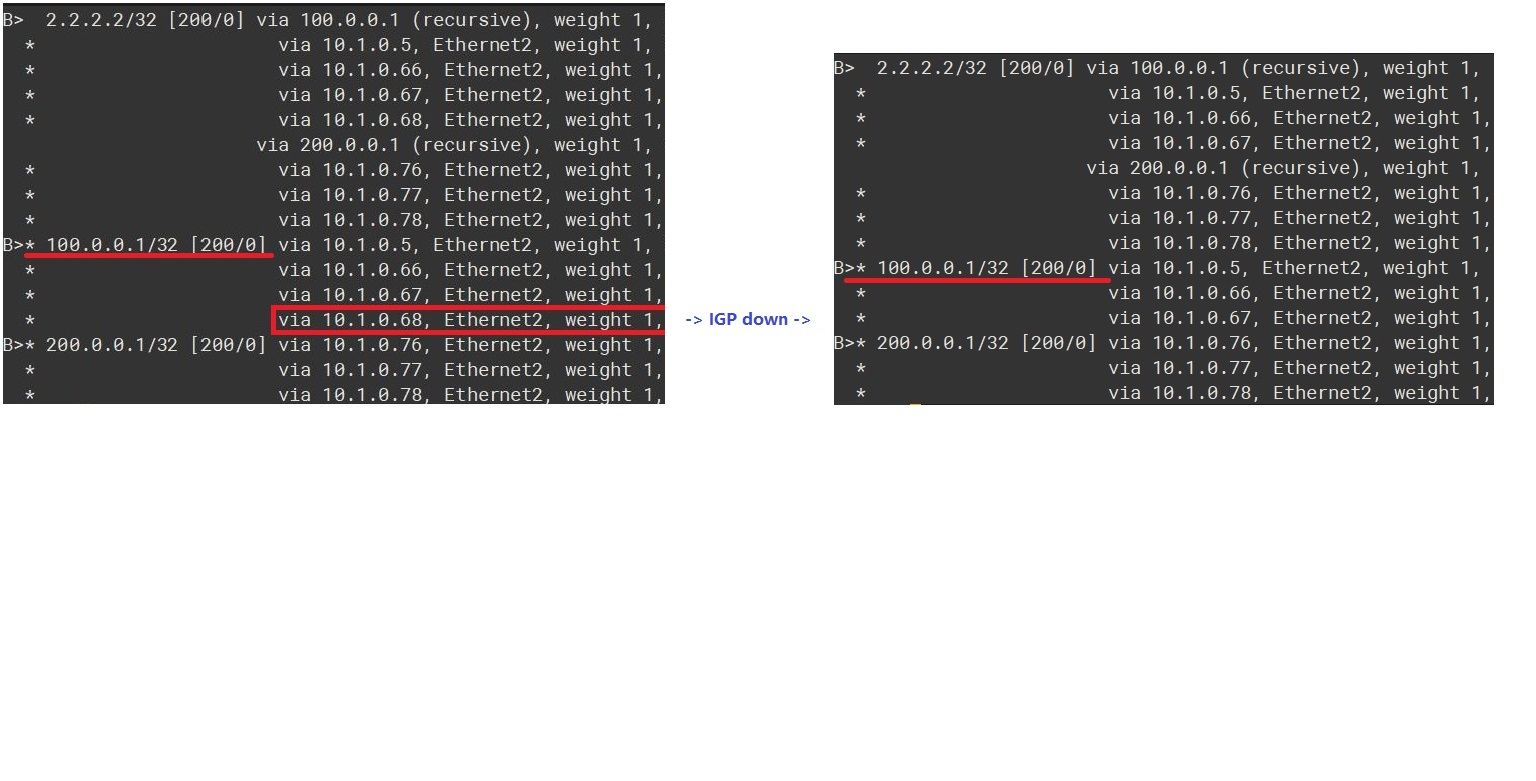 B>  2.2.2.2/32 [200/0] via 100.0.0.1 (recursive), weight 1,
  *                      via 10.1.0.5, Ethernet2, weight 1,
  *                      via 10.1.0.66, Ethernet2, weight 1,
  *                      via 10.1.0.67, Ethernet2, weight 1,
  *                      via 10.1.0.68, Ethernet2, weight 1,
                       via 200.0.0.1 (recursive), weight 1,
  *                      via 10.1.0.76, Ethernet2, weight 1,
  *                      via 10.1.0.77, Ethernet2, weight 1,
  *                      via 10.1.0.78, Ethernet2, weight 1,
B>* 100.0.0.1/32 [200/0] via 10.1.0.5, Ethernet2, weight 1,
  *                      via 10.1.0.66, Ethernet2, weight 1,
  *                      via 10.1.0.67, Ethernet2, weight 1,
  *                      via 10.1.0.68, Ethernet2, weight 1,
B>* 200.0.0.1/32 [200/0] via 10.1.0.76, Ethernet2, weight 1,
  *                      via 10.1.0.77, Ethernet2, weight 1,
  *                      via 10.1.0.78, Ethernet2, weight 1,
-> IGP down ->
B>  2.2.2.2/32 [200/0] via 100.0.0.1 (recursive), weight 1,
  *                      via 10.1.0.5, Ethernet2, weight 1,
  *                      via 10.1.0.66, Ethernet2, weight 1,
  *                      via 10.1.0.67, Ethernet2, weight 1,
                       via 200.0.0.1 (recursive), weight 1,
  *                      via 10.1.0.76, Ethernet2, weight 1,
  *                      via 10.1.0.77, Ethernet2, weight 1,
  *                      via 10.1.0.78, Ethernet2, weight 1,
B>* 100.0.0.1/32 [200/0] via 10.1.0.5, Ethernet2, weight 1,
  *                      via 10.1.0.66, Ethernet2, weight 1,
  *                      via 10.1.0.67, Ethernet2, weight 1,
B>* 200.0.0.1/32 [200/0] via 10.1.0.76, Ethernet2, weight 1,
  *                      via 10.1.0.77, Ethernet2, weight 1,
  *                      via 10.1.0.78, Ethernet2, weight 1,